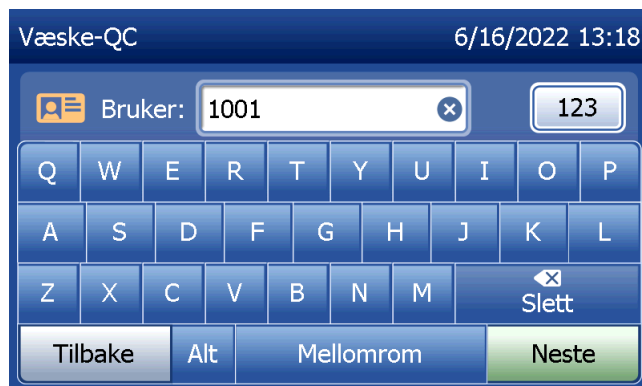 Væske-QC 6/16/2022 13:18
Bruker: 1001 123
Q W E R T Y U I O P
A S D F G H J K L
Z X C V B N M Slett
Tilbake Alt Mellomrom Neste